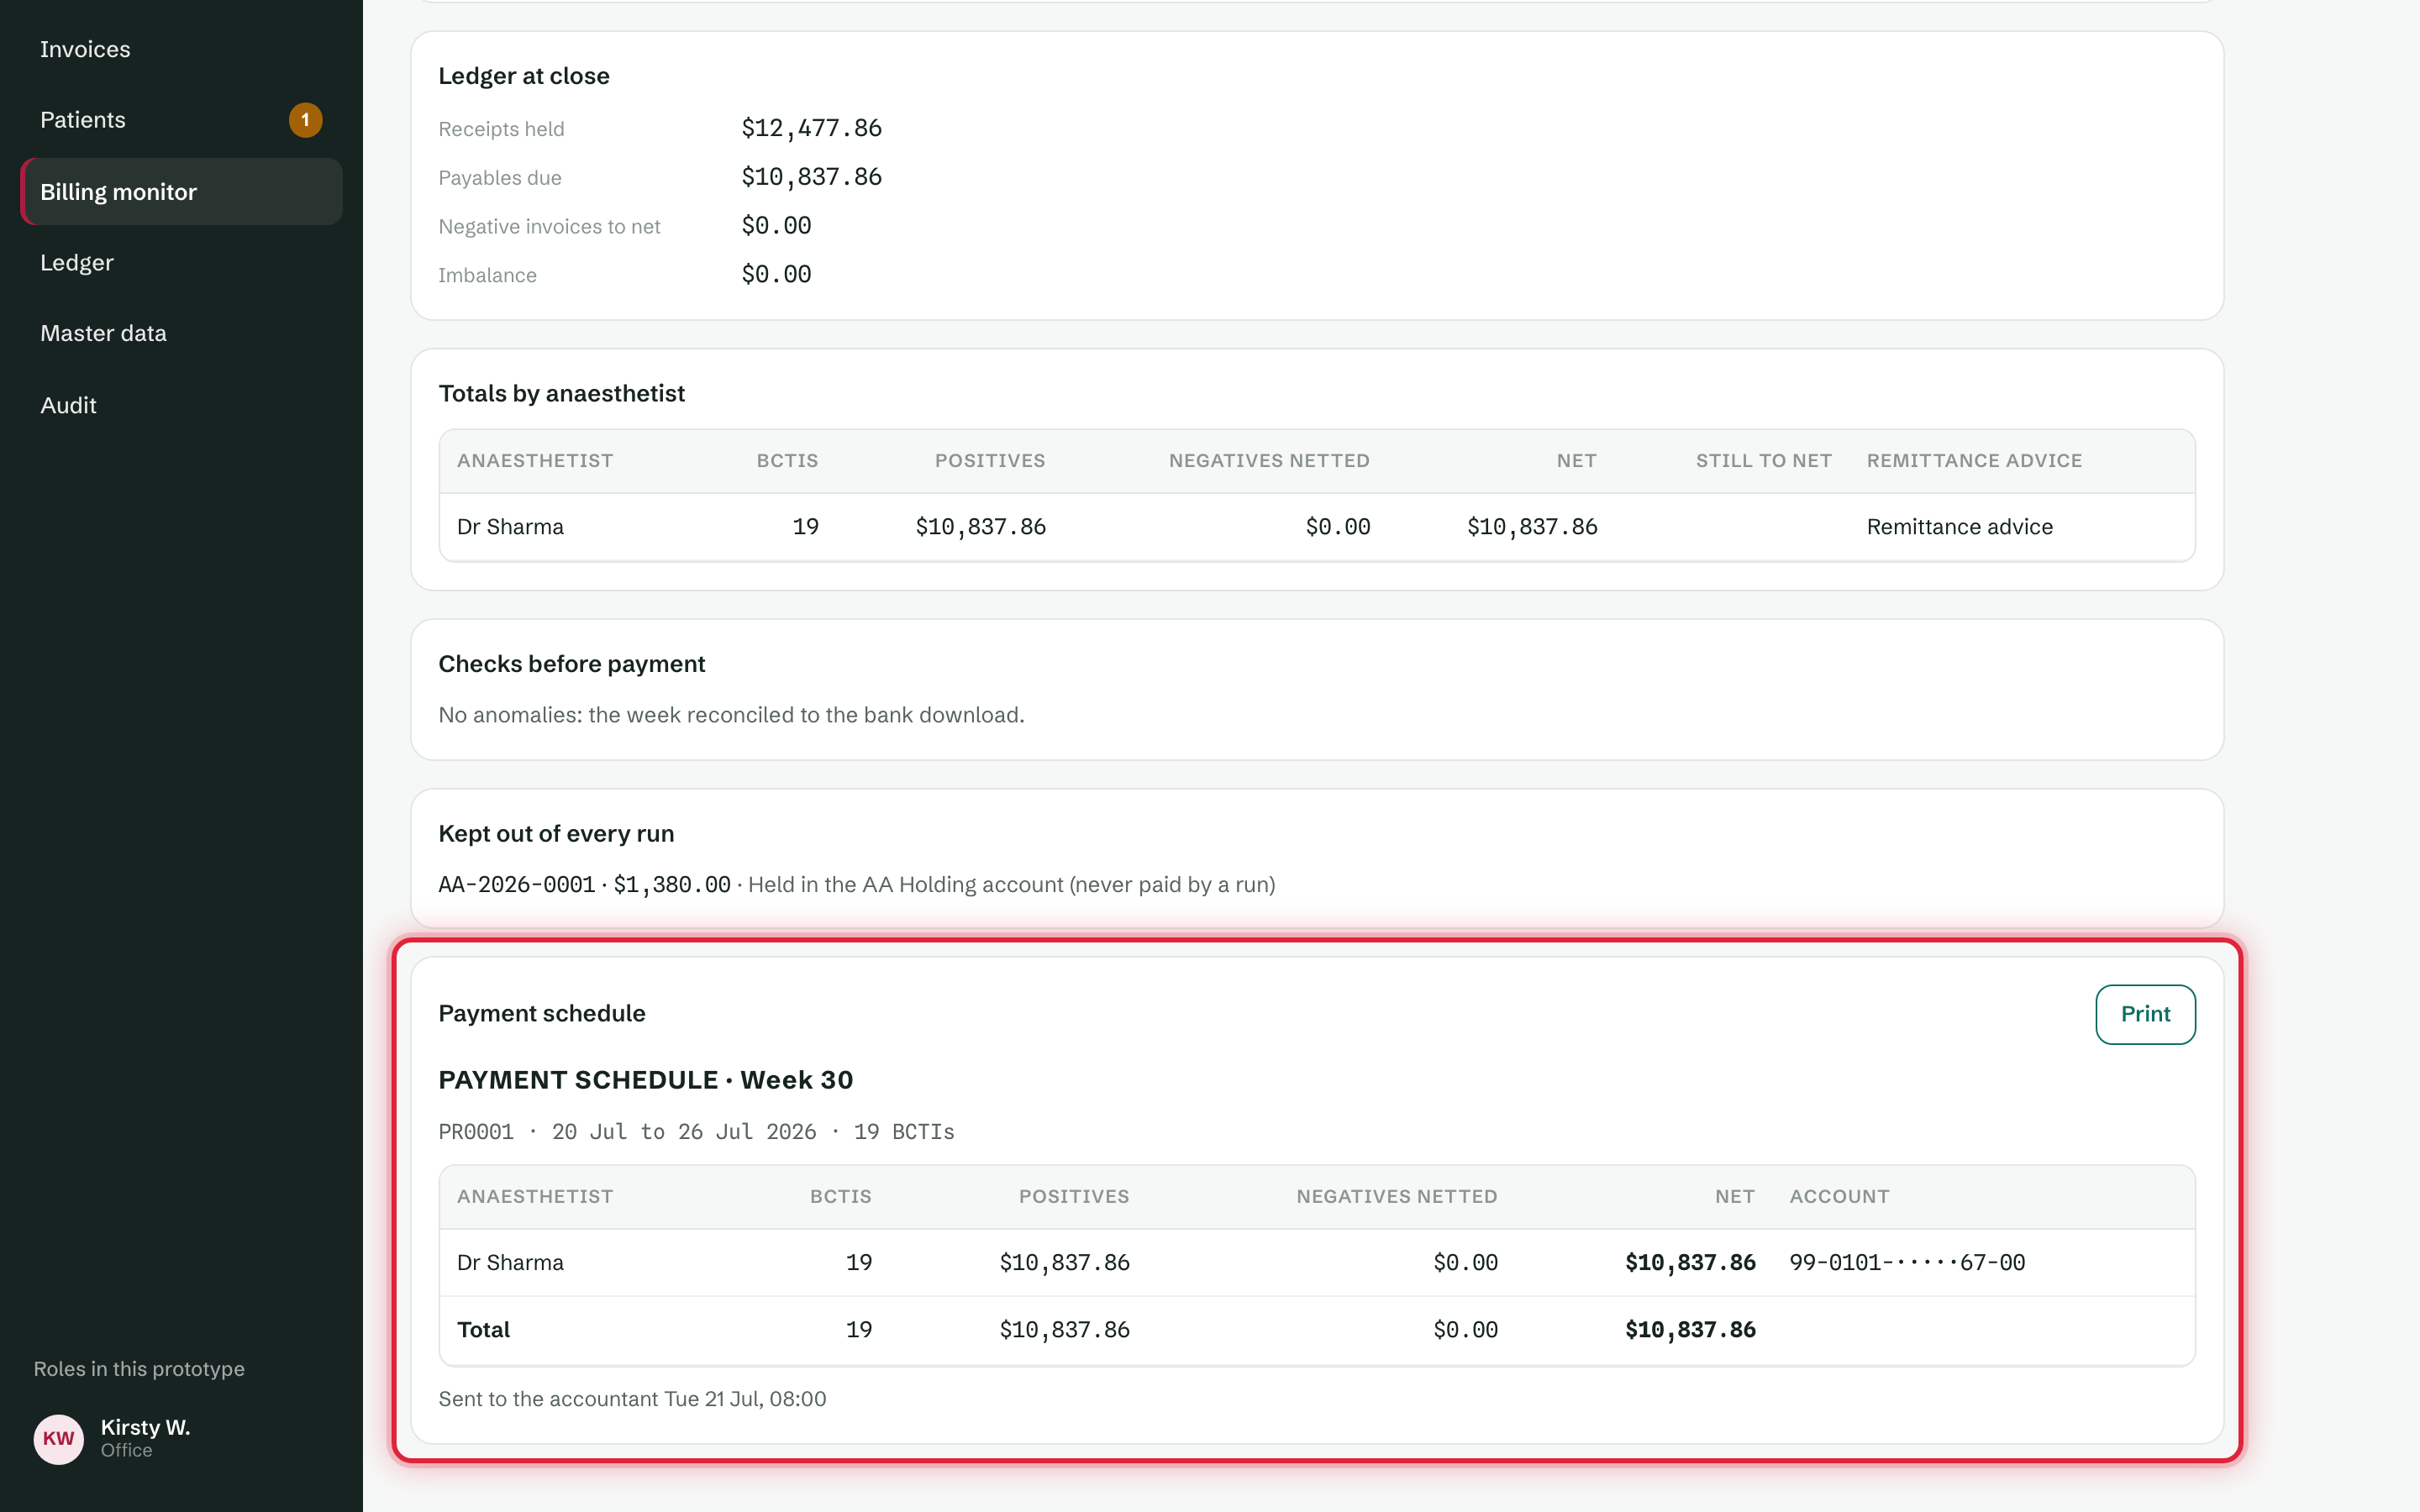 Invoices
Patients 1
Billing monitor
Ledger
Master data
Audit
Roles in this prototype
KW Kirsty W.
Office
Ledger at close
Receipts held $12,477.86
Payables due $10,837.86
Negative invoices to net $0.00
Imbalance $0.00
Totals by anaesthetist
ANAESTHETIST BCTIS POSITIVES NEGATIVES NETTED NET STILL TO NET REMITTANCE ADVICE
Dr Sharma 19 $10,837.86 $0.00 $10,837.86 Remittance advice
Checks before payment
No anomalies: the week reconciled to the bank download.
Kept out of every run
AA-2026-0001 · $1,380.00 · Held in the AA Holding account (never paid by a run)
Payment schedule Print
PAYMENT SCHEDULE · Week 30
PR0001 · 20 Jul to 26 Jul 2026 · 19 BCTIs
ANAESTHETIST BCTIS POSITIVES NEGATIVES NETTED NET ACCOUNT
Dr Sharma 19 $10,837.86 $0.00 $10,837.86 99-0101-·····67-00
Total 19 $10,837.86 $0.00 $10,837.86
Sent to the accountant Tue 21 Jul, 08:00